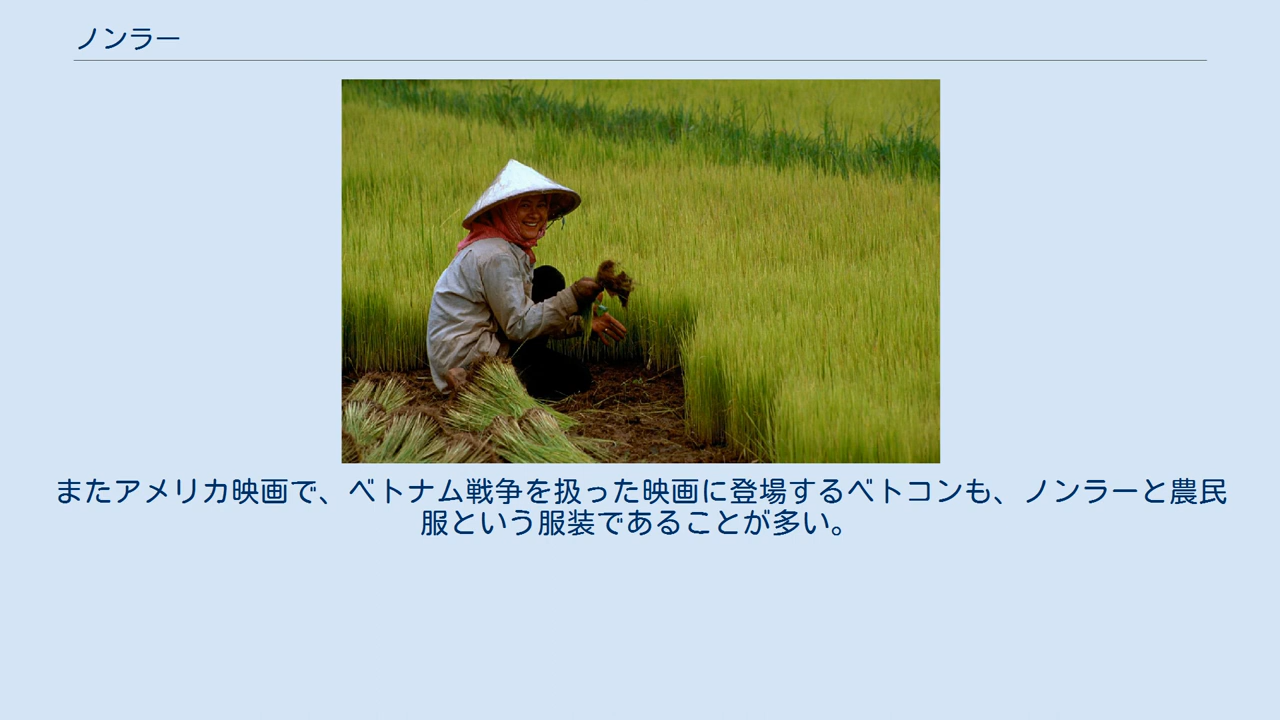 ノンラー
またアメリカ映画で、ベトナム戦争を扱った映画に登場するベトコンも、ノンラーと農民
服という服装であることが多い。